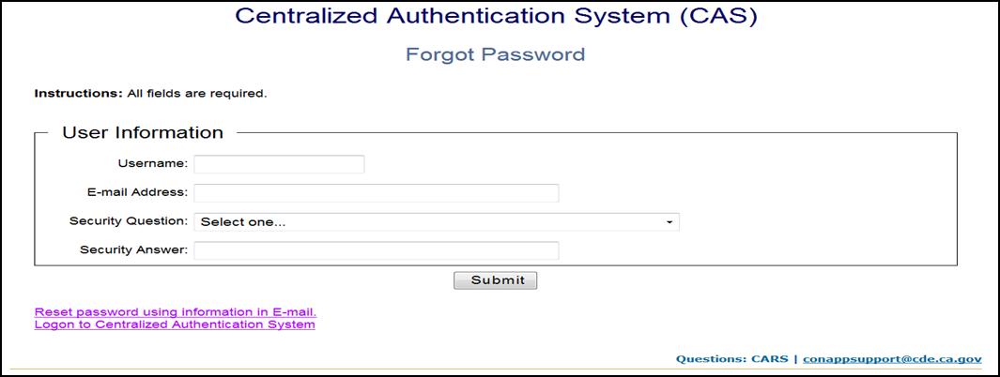 Centralized Authentication System (CAS)
Forgot Password
Instructions: All fields are required.
User Information
Username:
E-mail Address:
Security Question: Select one...
Security Answer:
Submit
Reset password using information in E-mail.
Logon to Centralized Authentication System
Questions: CARS | conappsupport@cde.ca.gov